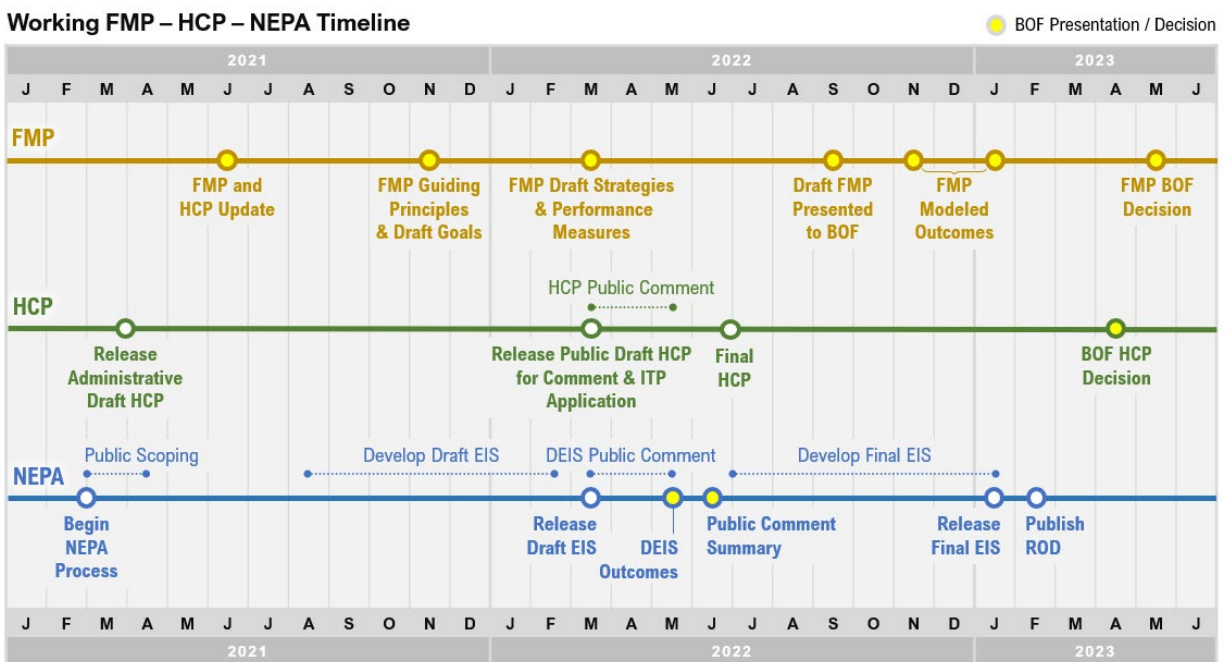 Working FMP – HCP – NEPA Timeline
BOF Presentation / Decision
2021 2022 2023
J F M A M J J A S O N D J F M A M J J A S O N D J F M A M J
FMP
FMP and
HCP Update
FMP Guiding
Principles
& Draft Goals
FMP Draft Strategies
& Performance
Measures
Draft FMP
Presented
to BOF
FMP
Modeled
Outcomes
FMP BOF
Decision
HCP Public Comment
HCP
Release
Administrative
Draft HCP
Release Public Draft HCP
for Comment & ITP
Application
Final
HCP
BOF HCP
Decision
Public Scoping
Develop Draft EIS
DEIS Public Comment
Develop Final EIS
NEPA
Begin
NEPA
Process
Release
Draft EIS
DEIS
Outcomes
Public Comment
Summary
Release
Final EIS
Publish
ROD
J F M A M J J A S O N D J F M A M J J A S O N D J F M A M J
2021 2022 2023